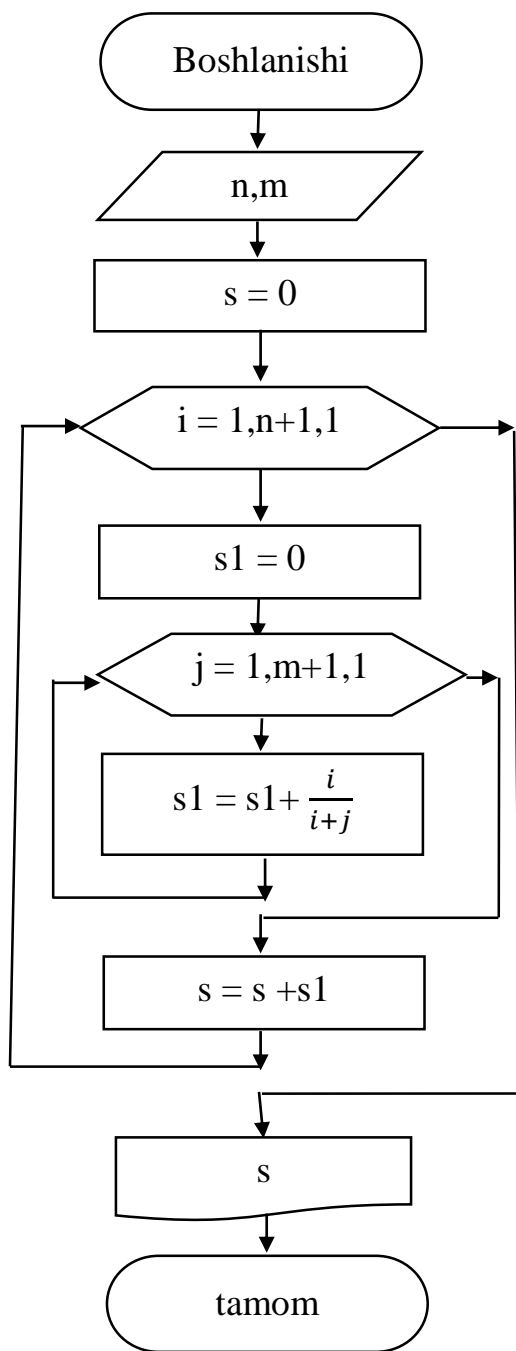 Boshlanishi
n,m
s = 0
i = 1,n+1,1
s1 = 0
j = 1,m+1,1
s1 = s1+ i/(i+j)
s = s +s1
s
tamom